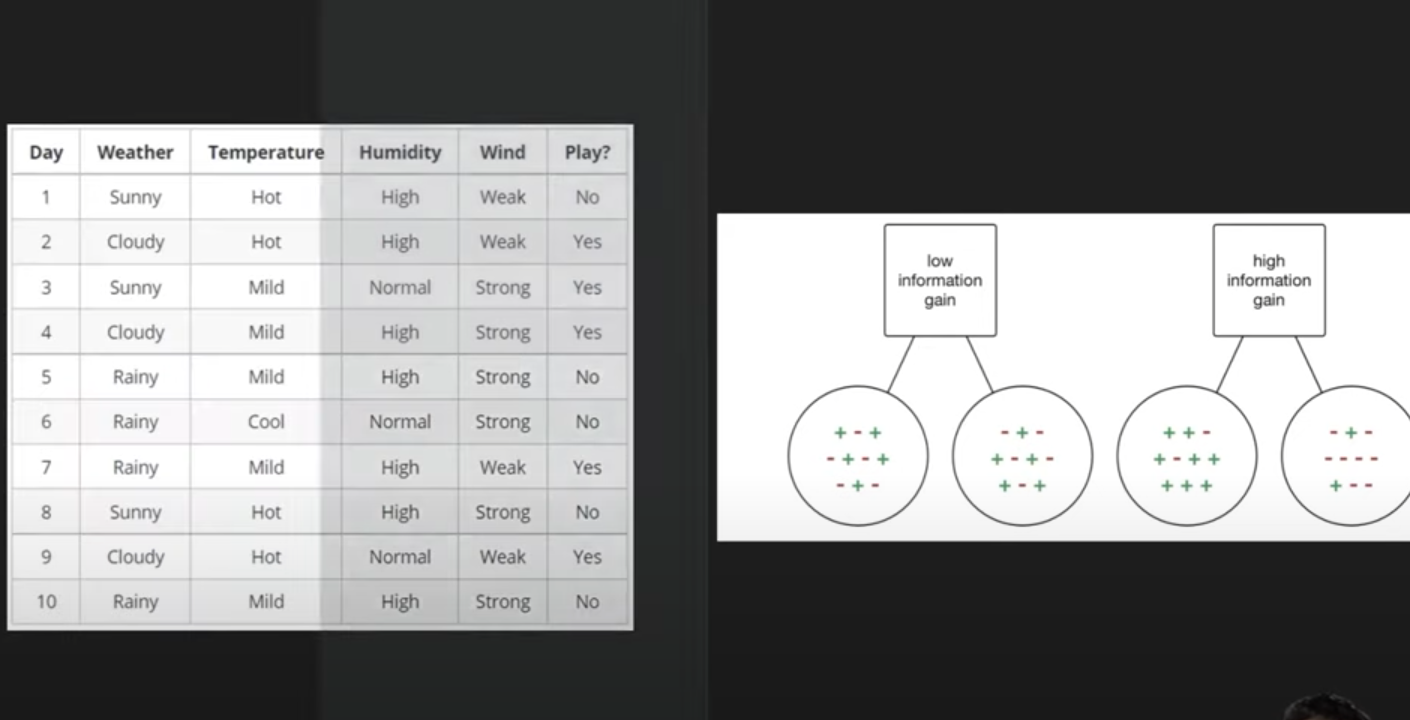 Day Weather Temperature Humidity Wind Play?
1 Sunny Hot High Weak No
2 Cloudy Hot High Weak Yes
3 Sunny Mild Normal Strong Yes
4 Cloudy Mild High Strong Yes
5 Rainy Mild High Strong No
6 Rainy Cool Normal Strong No
7 Rainy Mild High Weak Yes
8 Sunny Hot High Strong No
9 Cloudy Hot Normal Weak Yes
10 Rainy Mild High Strong No
low
information
gain
high
information
gain
+ - +
- + - +
- + -
- + -
+ - + -
+ - +
+ + -
+ - + +
+ + +
- + -
- - - -
+ - -